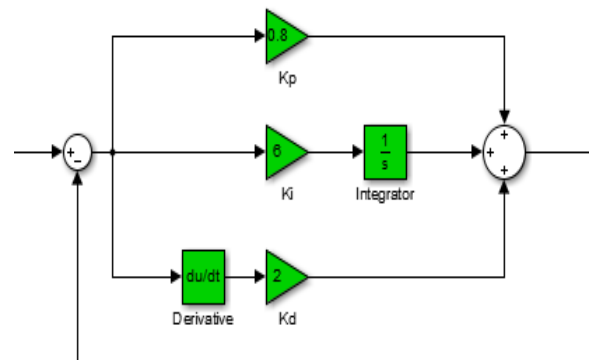 0.8
Kp
+
−
6
Ki
1
s
Integrator
+
+
+
du/dt
Derivative
2
Kd